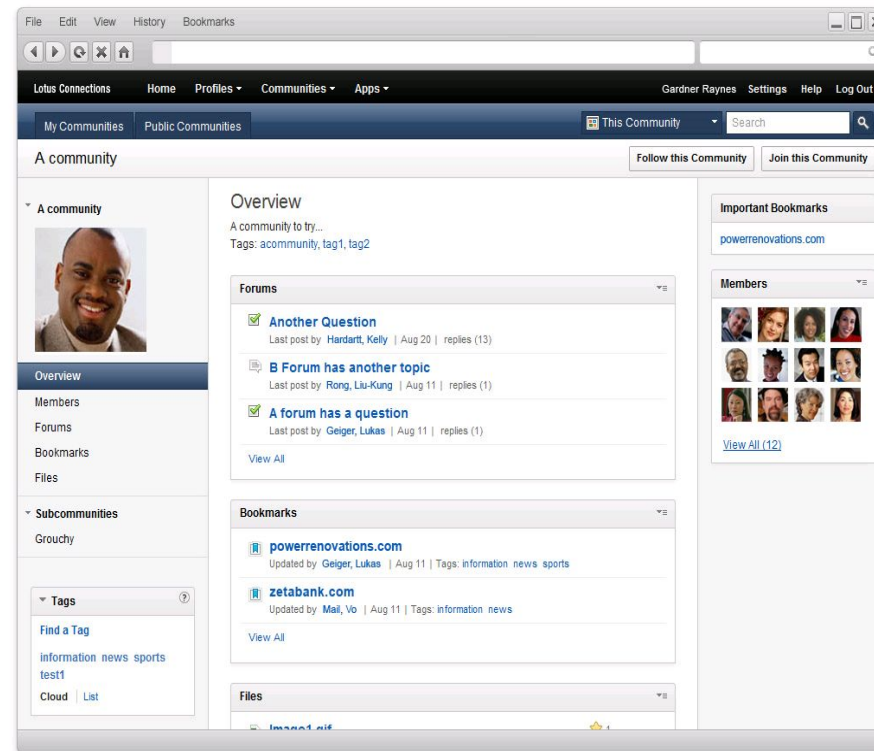 File Edit View History Bookmarks
Lotus Connections Home Profiles Communities Apps Gardner Raynes Settings Help Log Out
My Communities Public Communities This Community Search
A community Follow this Community Join this Community
A community
Overview
Members
Forums
Bookmarks
Files
Subcommunities
Grouchy
Tags ?
Find a Tag
information news sports
test1
Cloud | List
Overview
A community to try...
Tags: acommunity, tag1, tag2
Forums
Another Question
Last post by Hardartt, Kelly | Aug 20 | replies (13)
B Forum has another topic
Last post by Rong, Liu-Kung | Aug 11 | replies (1)
A forum has a question
Last post by Geiger, Lukas | Aug 11 | replies (1)
View All
Bookmarks
powerrenovations.com
Updated by Geiger, Lukas | Aug 11 | Tags: information news sports
zetabank.com
Updated by Mail, Vo | Aug 11 | Tags: information news
View All
Files
Image1.gif 1
Important Bookmarks
powerrenovations.com
Members
View All (12)